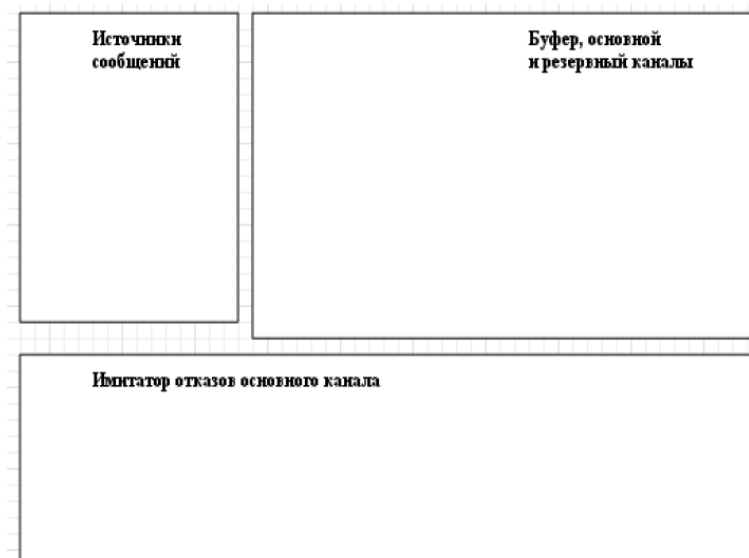 Источники
сообщений
Буфер, основной
и резервный каналы
Имитатор отказов основного канала